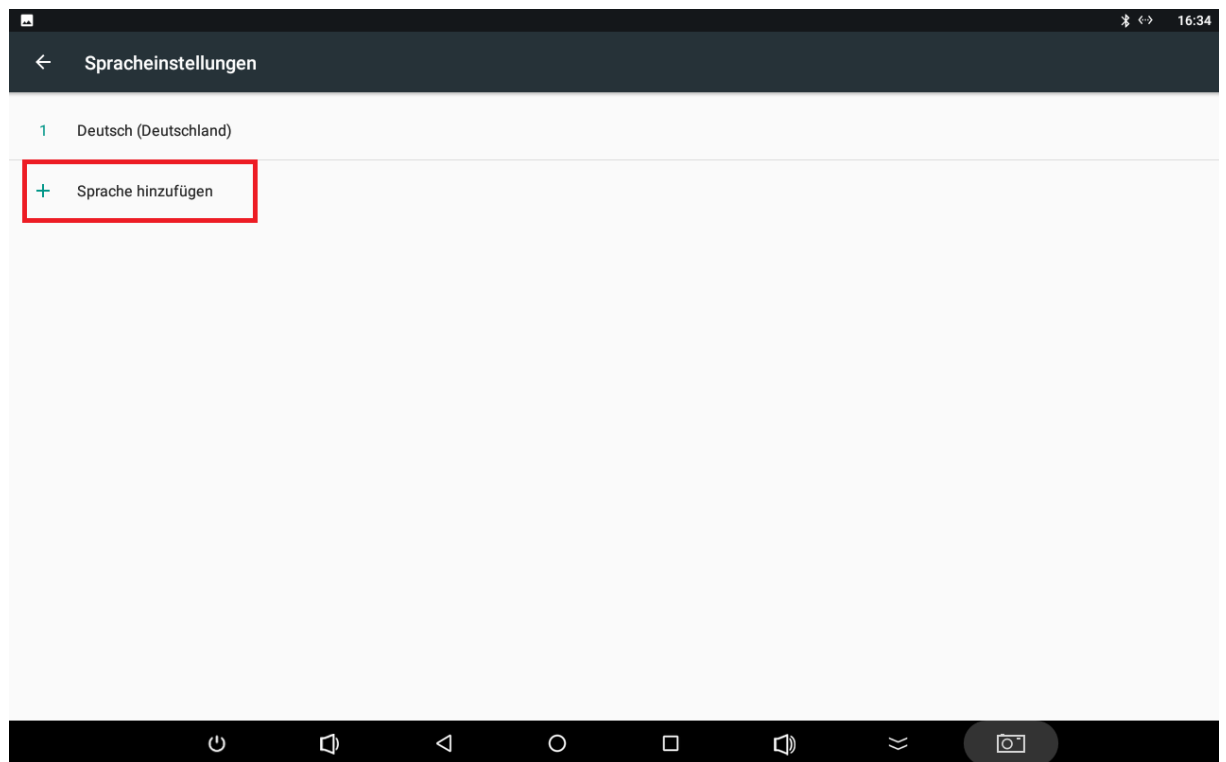 16:34
Spracheinstellungen
1 Deutsch (Deutschland)
+ Sprache hinzufügen